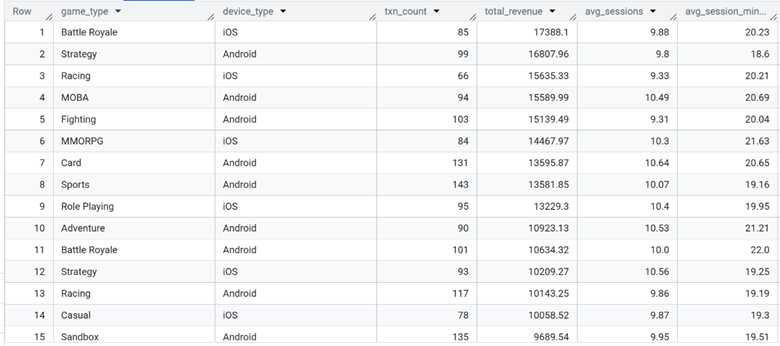 Row game_type device_type txn_count total_revenue avg_sessions avg_session_min...
1 Battle Royale iOS 85 17388.1 9.88 20.23
2 Strategy Android 99 16807.96 9.8 18.6
3 Racing iOS 66 15635.33 9.33 20.21
4 MOBA Android 94 15589.99 10.49 20.69
5 Fighting Android 103 15139.49 9.31 20.04
6 MMORPG iOS 84 14467.97 10.3 21.63
7 Card Android 131 13595.87 10.64 20.65
8 Sports Android 143 13581.85 10.07 19.16
9 Role Playing iOS 95 13229.3 10.4 19.95
10 Adventure Android 90 10923.13 10.53 21.21
11 Battle Royale Android 101 10634.32 10.0 22.0
12 Strategy iOS 93 10209.27 10.56 19.25
13 Racing Android 117 10143.25 9.86 19.19
14 Casual iOS 78 10058.52 9.87 19.3
15 Sandbox Android 135 9689.54 9.95 19.51